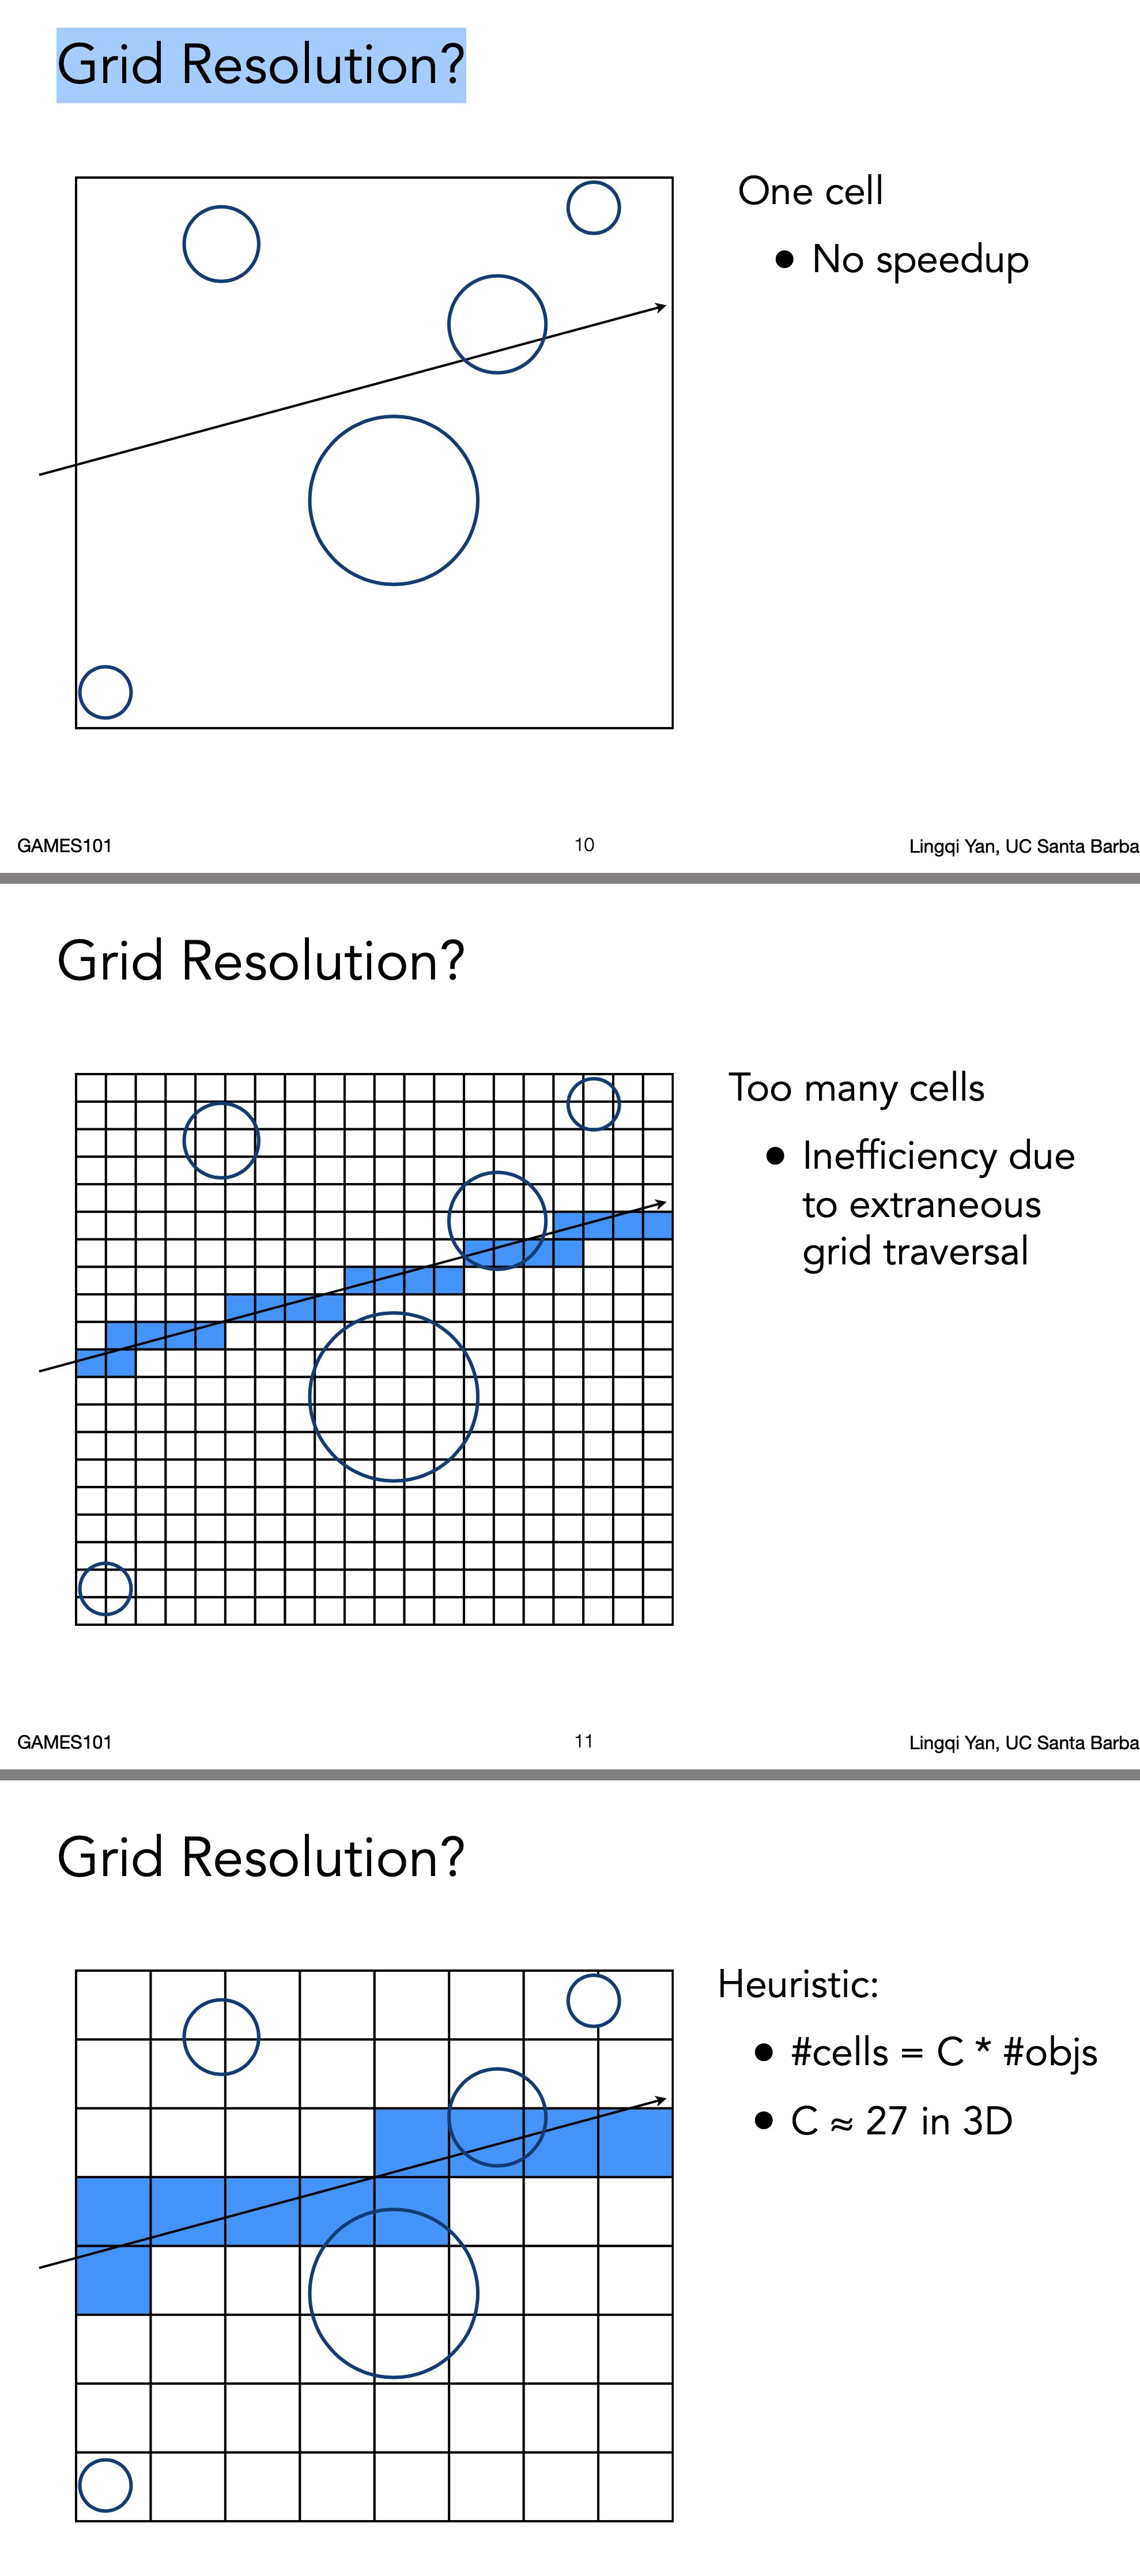 Grid Resolution?
One cell
● No speedup
GAMES101
10
Lingqi Yan, UC Santa Barba
Grid Resolution?
Too many cells
● Inefficiency due
to extraneous
grid traversal
GAMES101
11
Lingqi Yan, UC Santa Barba
Grid Resolution?
Heuristic:
● #cells = C * #objs
● C ≈ 27 in 3D